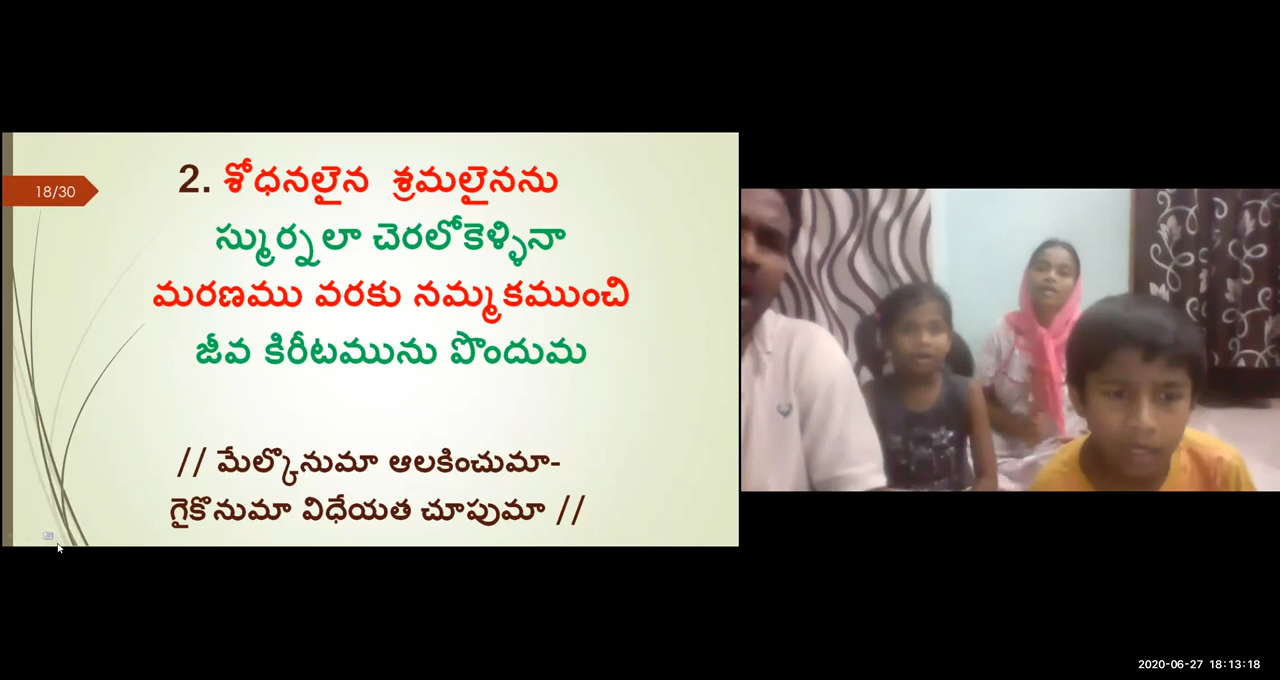 18/30
2. శోధనలైన శ్రమలైనను
స్ముర్నలా చెరలోకెళ్ళినా
మరణము వరకు నమ్మకముంచి
జీవ కిరీటమును పొందుమ
// మేల్కొనుమా ఆలకించుమా-
గైకొనుమా విధేయత చూపుమా //
2020-06-27 18:13:18